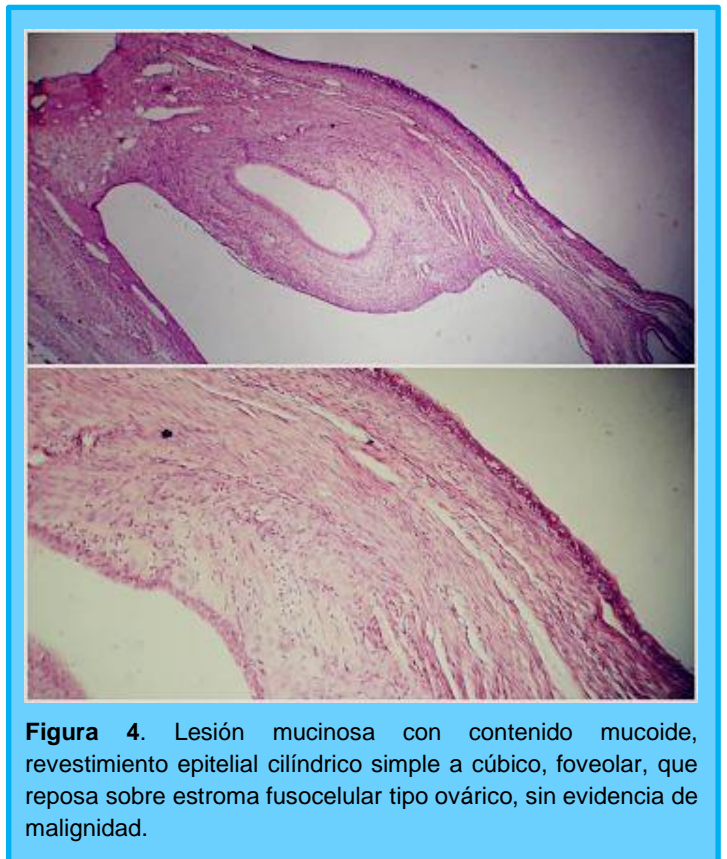 Figura 4. Lesión mucinosa con contenido mucoide,
revestimiento epitelial cilíndrico simple a cúbico, foveolar, que
reposa sobre estroma fusocelular tipo ovárico, sin evidencia de
malignidad.